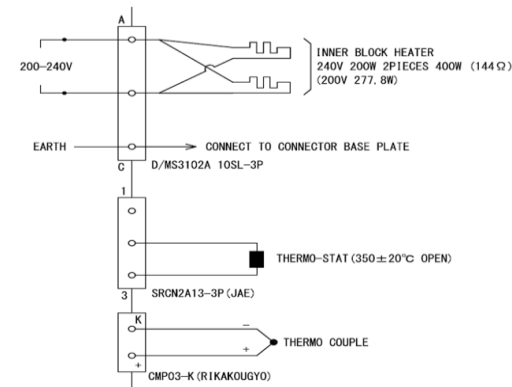 A
200-240V
INNER BLOCK HEATER
240V 200W 2PIECES 400W (144Ω)
(200V 277.8W)
EARTH
CONNECT TO CONNECTOR BASE PLATE
C
D/MS3102A 10SL-3P
1
THERMO-STAT(350±20℃ OPEN)
3
SRCN2A13-3P(JAE)
K
−
THERMO COUPLE
+
+
CMP03-K(RIKAKOUGYO)